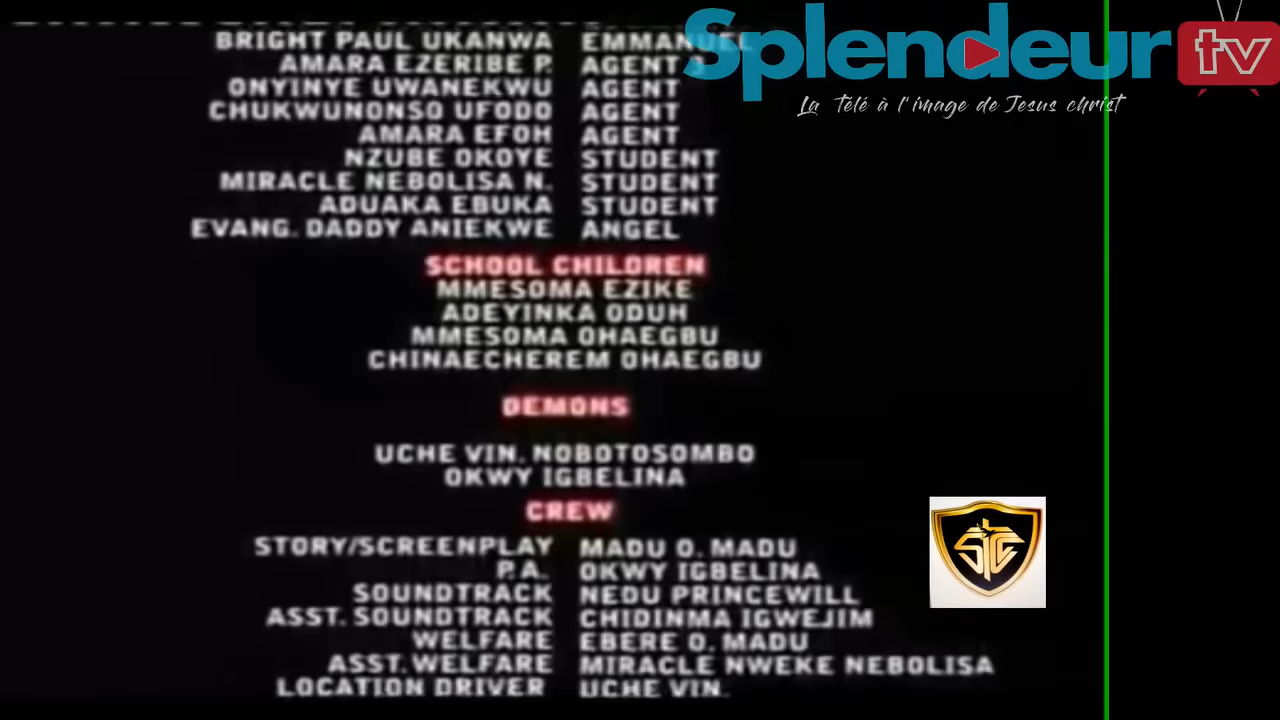 Splendeur tv
La Télé à l'image de Jesus christ
BRIGHT PAUL UKANWA EMMANUEL
AMARA EZERIBE P. AGENT
ONYINYE UWANEKWU AGENT
CHUKWUNONSO UFODO AGENT
AMARA EFOH AGENT
NZUBE OKOYE STUDENT
MIRACLE NEBOLISA N. STUDENT
ADUAKA EBUKA STUDENT
EVANG. DADDY ANIEKWE ANGEL
SCHOOL CHILDREN
MMESOMA EZIKE
ADEYINKA ODUH
MMESOMA OHAEGBU
CHINAECHEREM OHAEGBU
DEMONS
UCHE VIN. NOBOTOSOMBO
OKWY IGBELINA
CREW
STORY/SCREENPLAY MADU O. MADU
P.A. OKWY IGBELINA
SOUNDTRACK NEDU PRINCEWILL
ASST. SOUNDTRACK CHIDINMA IGWEJIM
WELFARE EBERE O. MADU
ASST. WELFARE MIRACLE NWEKE NEBOLISA
LOCATION DRIVER UCHE VIN.